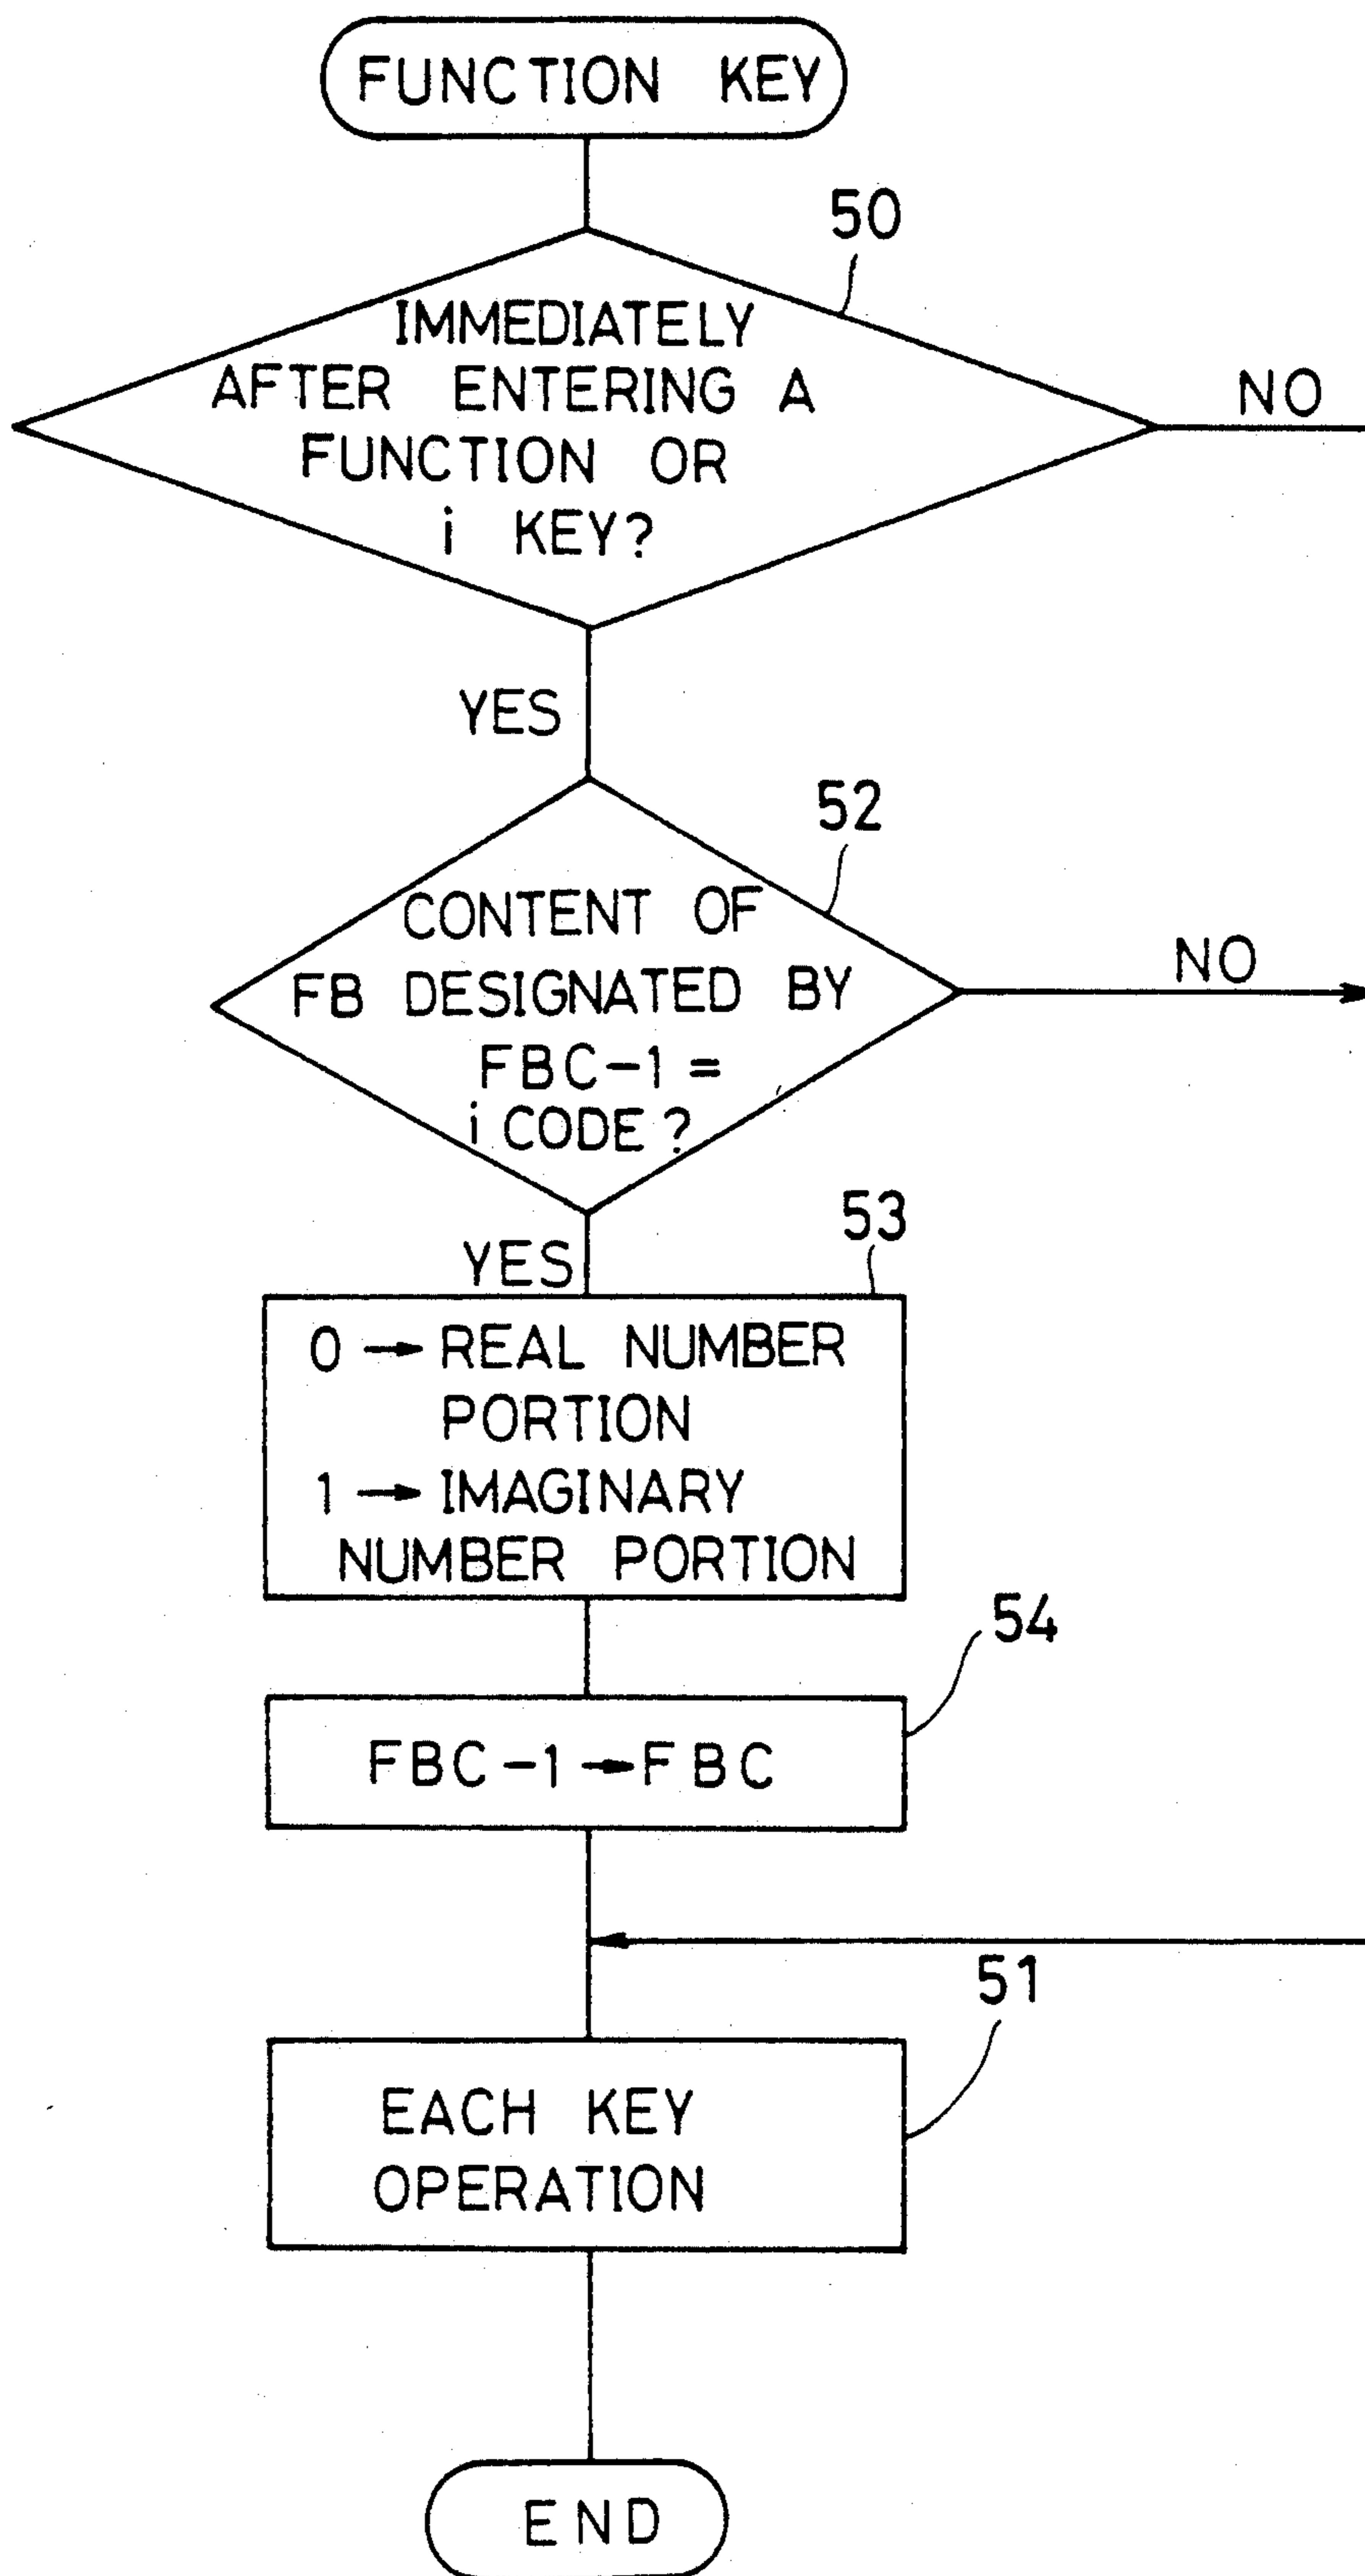 FUNCTION KEY
50
IMMEDIATELY
AFTER ENTERING A
FUNCTION OR
i KEY?
NO
YES
52
CONTENT OF
FB DESIGNATED BY
FBC-1 =
i CODE?
NO
YES
53
0 → REAL NUMBER
PORTION
1 → IMAGINARY
NUMBER PORTION
54
FBC-1 → FBC
51
EACH KEY
OPERATION
END